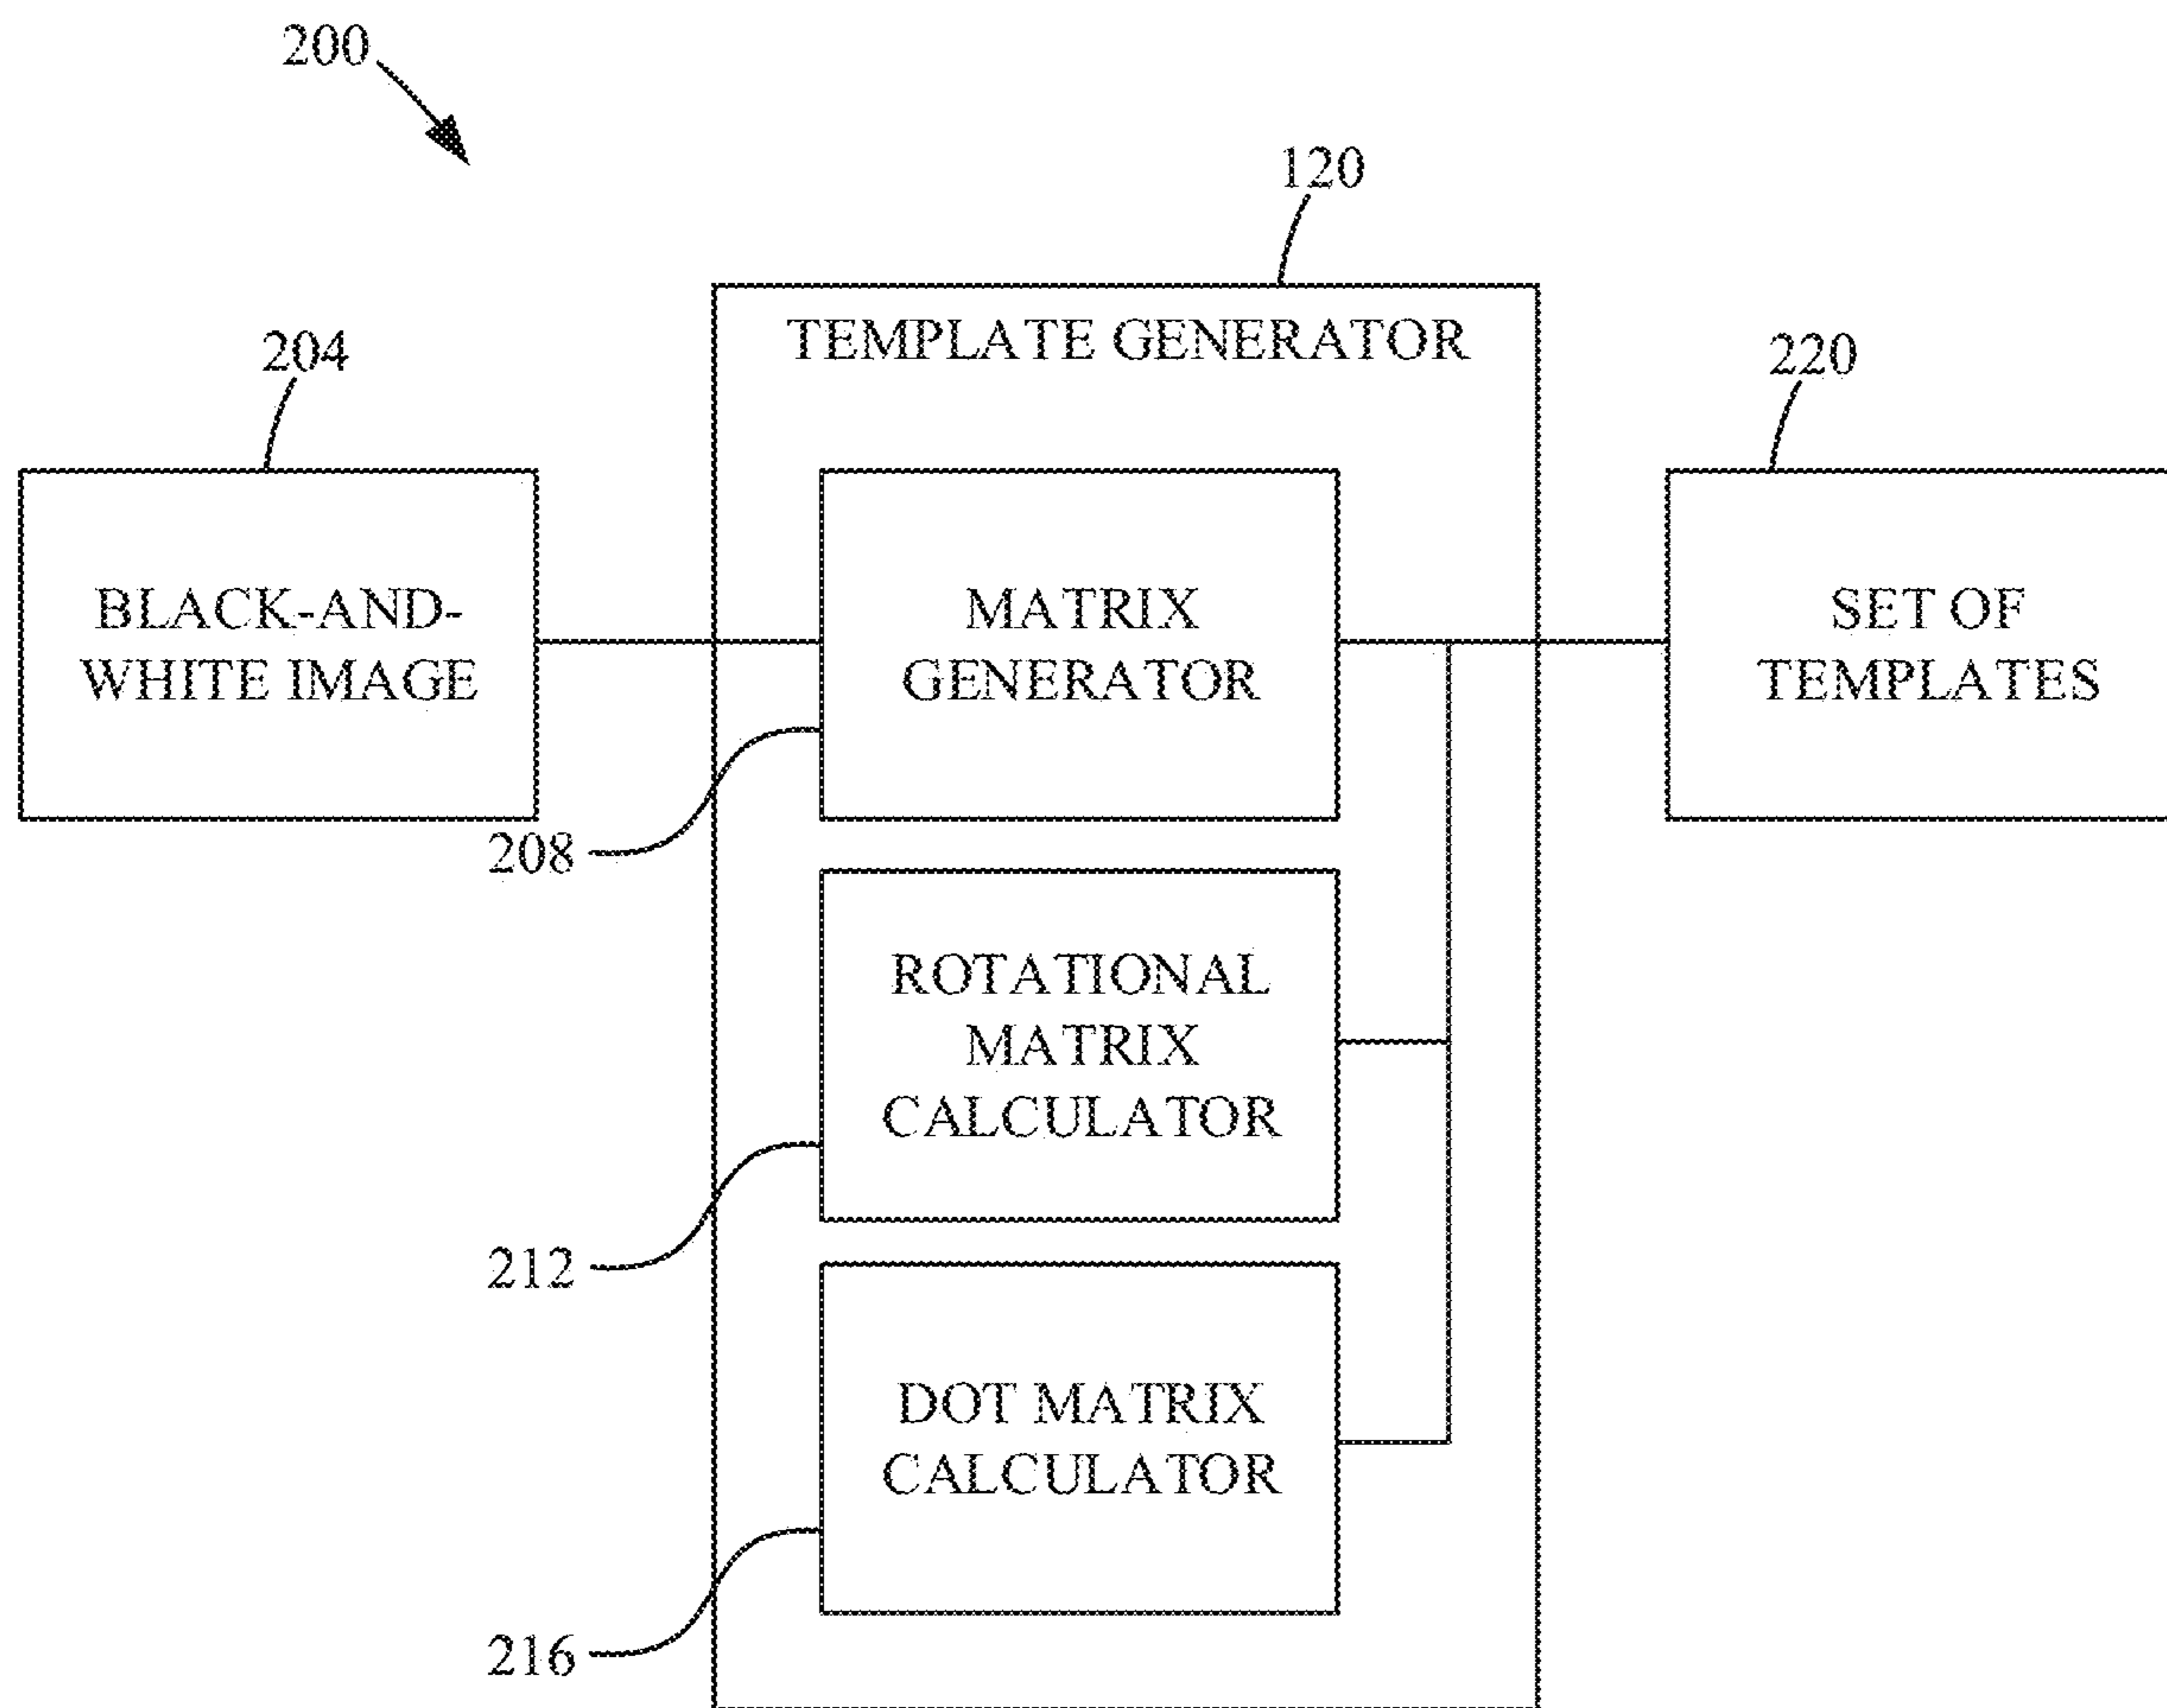 200
120
TEMPLATE GENERATOR
204
220
BLACK-AND-
WHITE IMAGE
MATRIX
GENERATOR
SET OF
TEMPLATES
208
ROTATIONAL
MATRIX
CALCULATOR
212
DOT MATRIX
CALCULATOR
216